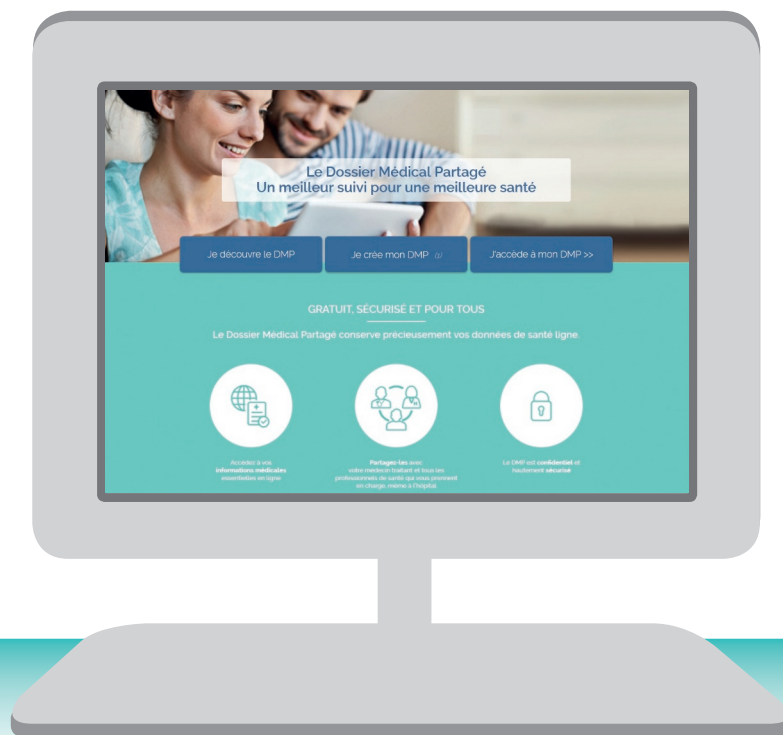 Le Dossier Médical Partagé
Un meilleur suivi pour une meilleure santé
Je découvre le DMP
Je crée mon DMP (1)
J'accède à mon DMP >>
GRATUIT, SÉCURISÉ ET POUR TOUS
Le Dossier Médical Partagé conserve précieusement vos données de santé ligne.
Accédez à vos
informations médicales
essentielles en ligne
Partagez-les avec
votre médecin traitant et tous les
professionnels de santé qui vous prennent
en charge, même à l'hôpital
Le DMP est confidentiel et
hautement sécurisé